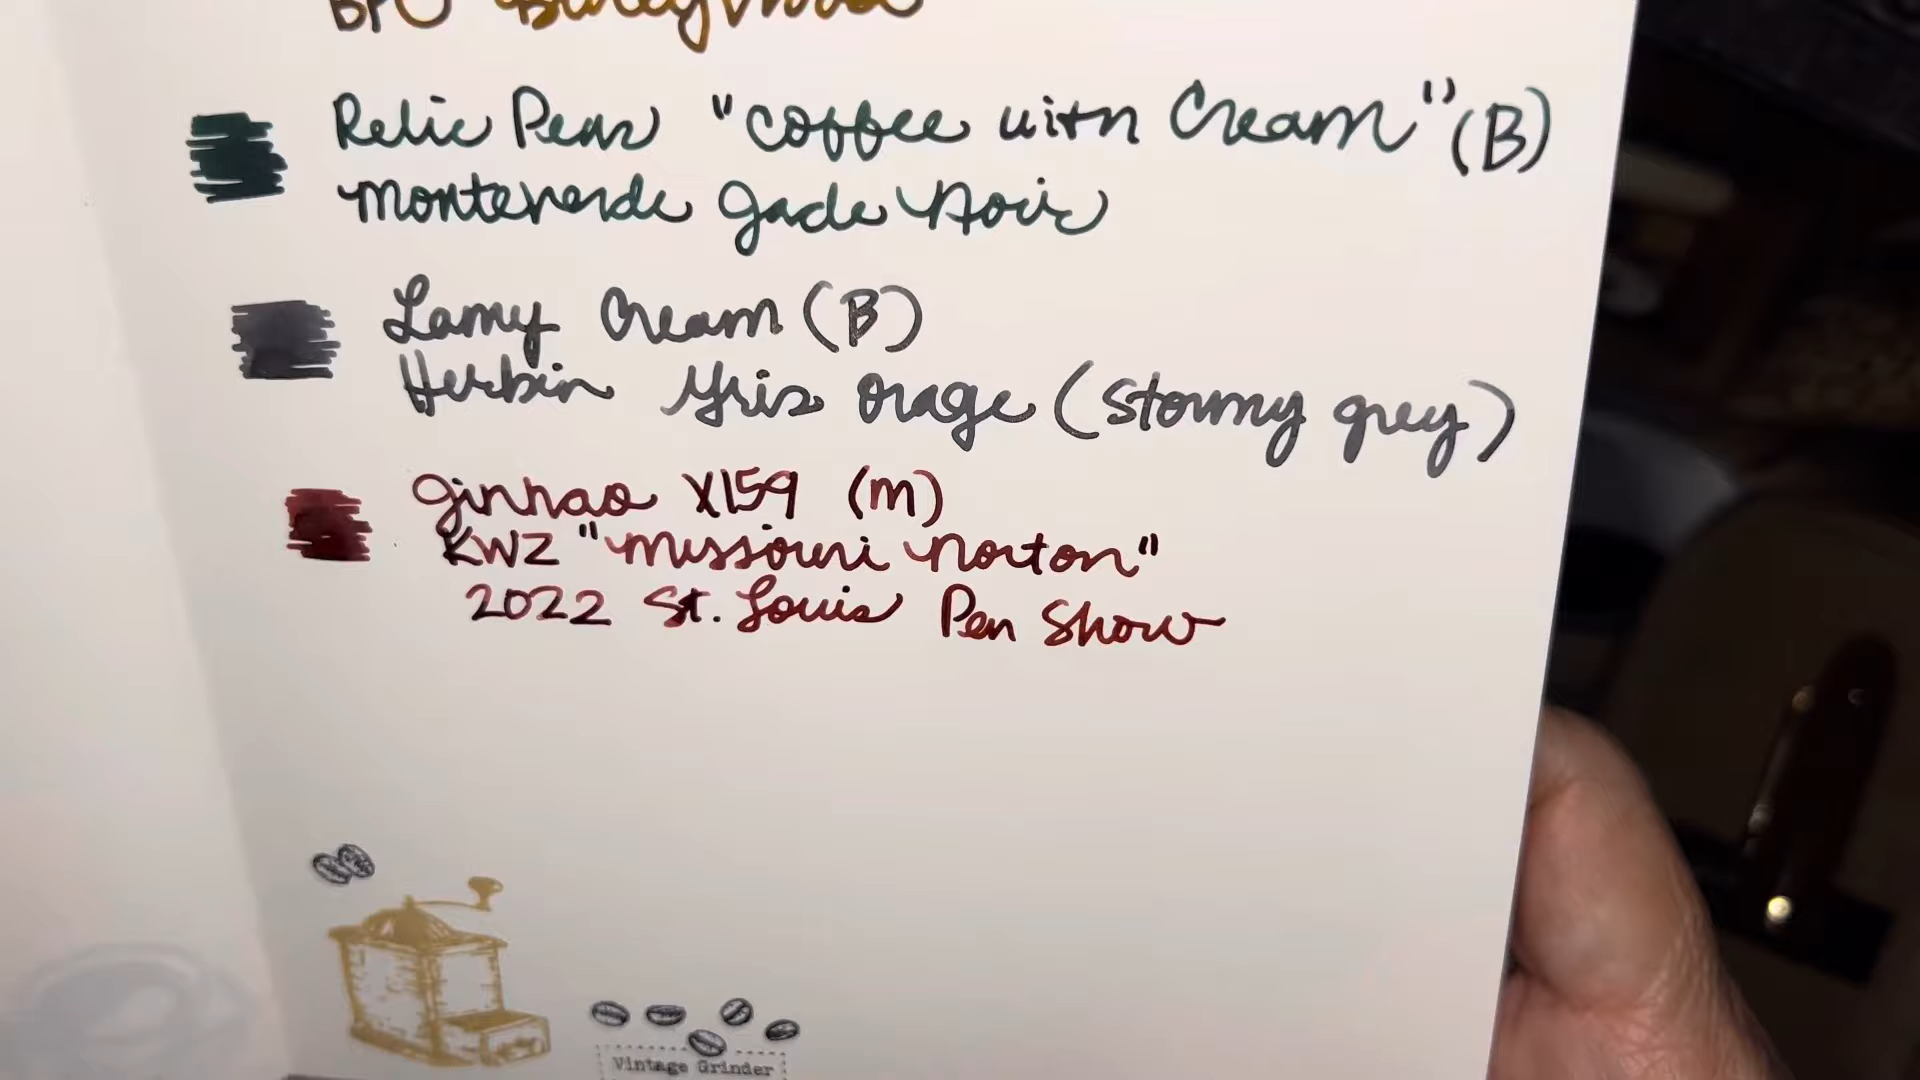 Relic Pens "Coffee with Cream" (B)
Monteverde Jade Noir
Lamy Cream (B)
Herbin Gris Orage (Stormy grey)
Jinhao X159 (M)
KWZ "Missouri Norton"
2022 St. Louis Pen Show
Vintage Grinder